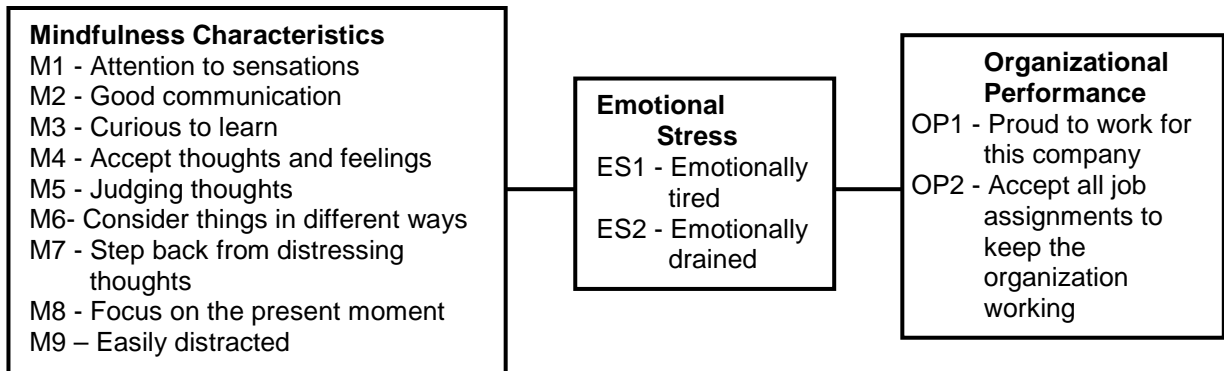 Mindfulness Characteristics
M1 - Attention to sensations
M2 - Good communication
M3 - Curious to learn
M4 - Accept thoughts and feelings
M5 - Judging thoughts
M6- Consider things in different ways
M7 - Step back from distressing
thoughts
M8 - Focus on the present moment
M9 – Easily distracted
Emotional
Stress
ES1 - Emotionally
tired
ES2 - Emotionally
drained
Organizational
Performance
OP1 - Proud to work for
this company
OP2 - Accept all job
assignments to
keep the
organization
working